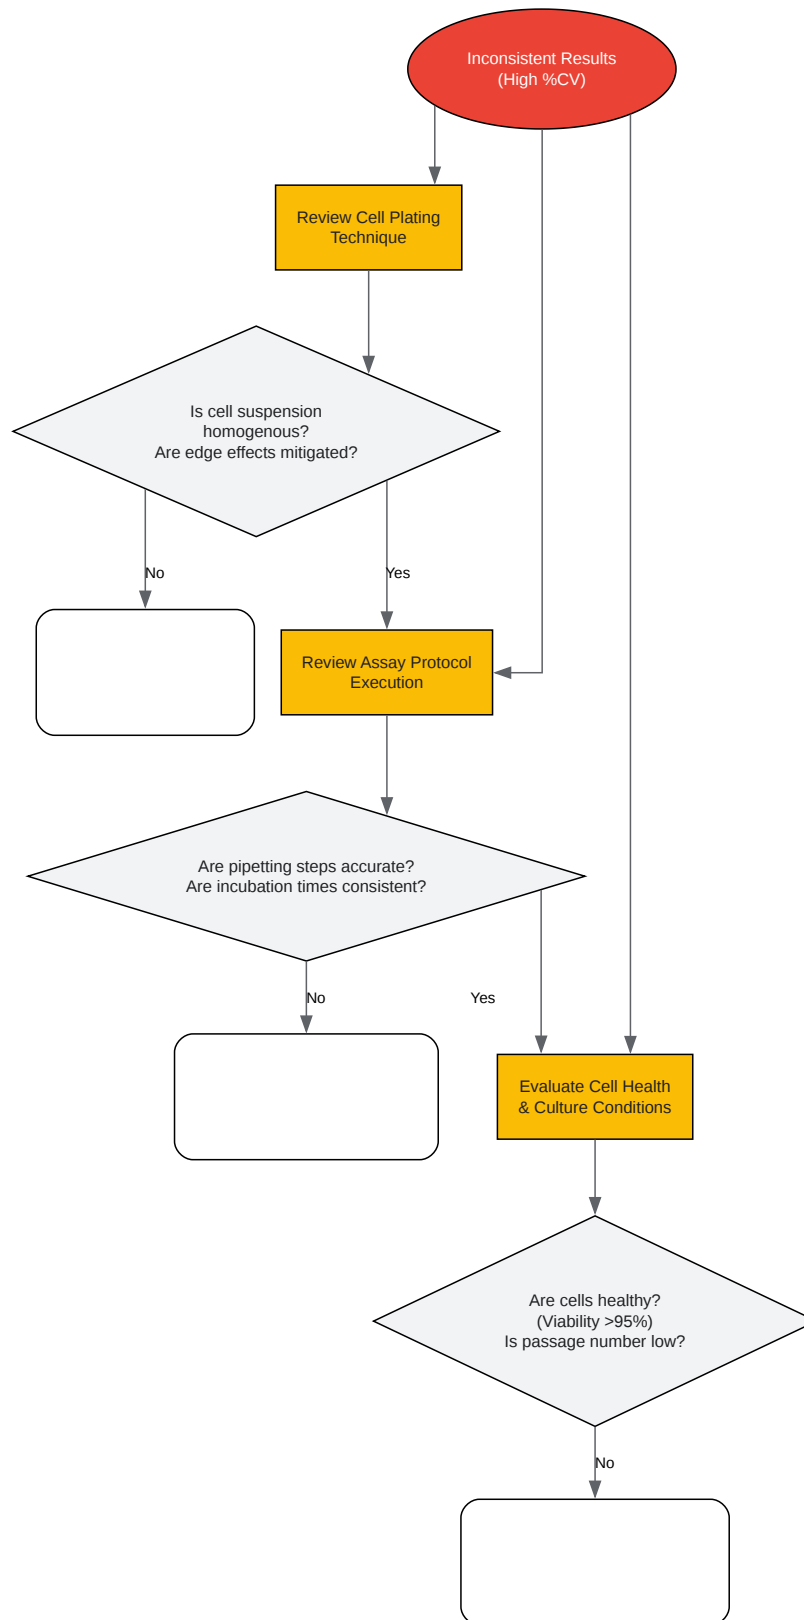 Inconsistent Results
(High %CV)
Review Cell Plating
Technique
Is cell suspension
homogenous?
Are edge effects mitigated?
No
Yes
Review Assay Protocol
Execution
Are pipetting steps accurate?
Are incubation times consistent?
No
Yes
Evaluate Cell Health
& Culture Conditions
Are cells healthy?
(Viability >95%)
Is passage number low?
No